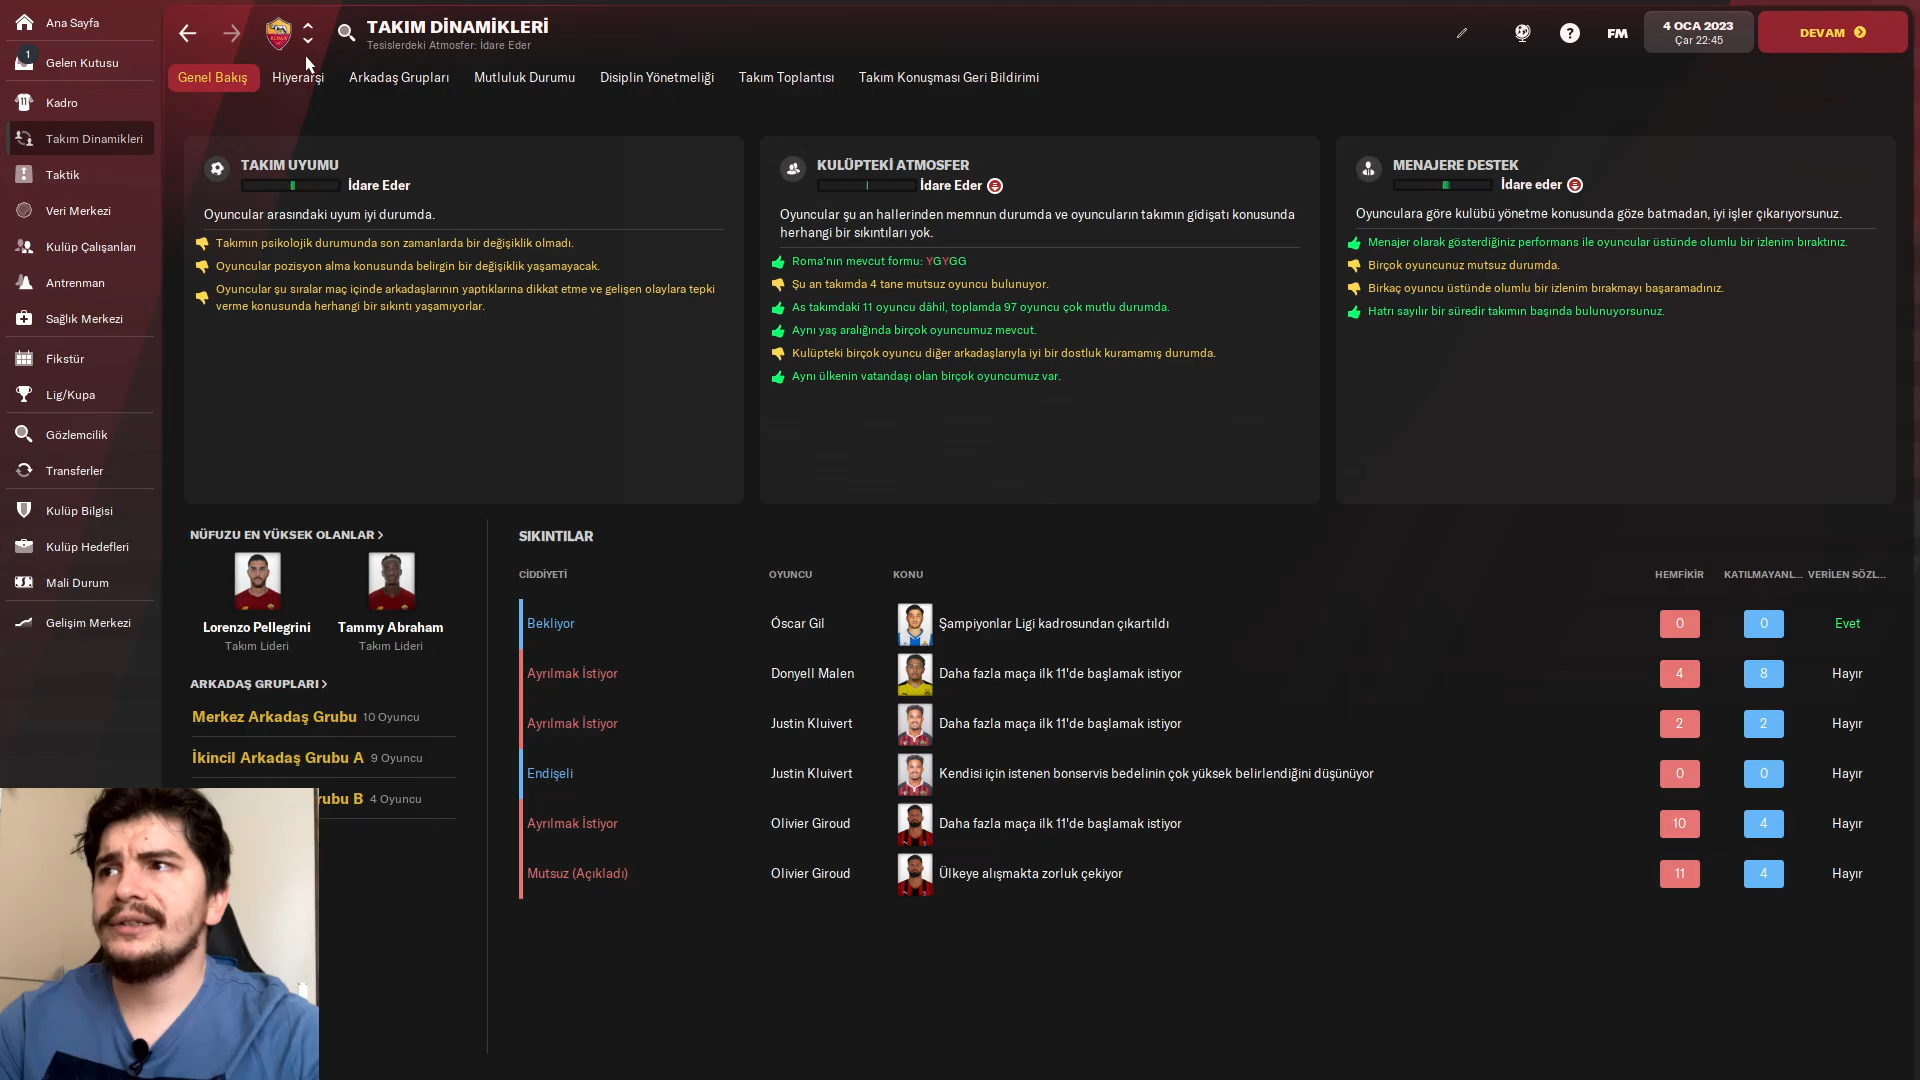 Ana Sayfa
1
Gelen Kutusu
Kadro
Takım Dinamikleri
Taktik
Veri Merkezi
Kulüp Çalışanları
Antrenman
Sağlık Merkezi
Fikstür
Lig/Kupa
Gözlemcilik
Transferler
Kulüp Bilgisi
Kulüp Hedefleri
Mali Durum
Gelişim Merkezi
TAKIM DİNAMİKLERİ
Tesislerdeki Atmosfer: İdare Eder
FM
4 OCA 2023
Çar 22:45
DEVAM
Genel Bakış
Hiyerarşi
Arkadaş Grupları
Mutluluk Durumu
Disiplin Yönetmeliği
Takım Toplantısı
Takım Konuşması Geri Bildirimi
TAKIM UYUMU
İdare Eder
Oyuncular arasındaki uyum iyi durumda.
Takımın psikolojik durumunda son zamanlarda bir değişiklik olmadı.
Oyuncular pozisyon alma konusunda belirgin bir değişiklik yaşamayacak.
Oyuncular şu sıralar maç içinde arkadaşlarının yaptıklarına dikkat etme ve gelişen olaylara tepki
verme konusunda herhangi bir sıkıntı yaşamıyorlar.
KULÜPTEKİ ATMOSFER
İdare Eder
Oyuncular şu an hallerinden memnun durumda ve oyuncuların takımın gidişatı konusunda
herhangi bir sıkıntıları yok.
Roma'nın mevcut formu: YGYGG
Şu an takımda 4 tane mutsuz oyuncu bulunuyor.
As takımdaki 11 oyuncu dâhil, toplamda 97 oyuncu çok mutlu durumda.
Aynı yaş aralığında birçok oyuncumuz mevcut.
Kulüpteki birçok oyuncu diğer arkadaşlarıyla iyi bir dostluk kuramamış durumda.
Aynı ülkenin vatandaşı olan birçok oyuncumuz var.
MENAJERE DESTEK
İdare eder
Oyunculara göre kulübü yönetme konusunda göze batmadan, iyi işler çıkarıyorsunuz.
Menajer olarak gösterdiğiniz performans ile oyuncular üstünde olumlu bir izlenim bıraktınız.
Birçok oyuncunuz mutsuz durumda.
Birkaç oyuncu üstünde olumlu bir izlenim bırakmayı başaramadınız.
Hatrı sayılır bir süredir takımın başında bulunuyorsunuz.
NÜFUZU EN YÜKSEK OLANLAR >
Lorenzo Pellegrini
Takım Lideri
Tammy Abraham
Takım Lideri
ARKADAŞ GRUPLARI >
Merkez Arkadaş Grubu 10 Oyuncu
İkincil Arkadaş Grubu A 9 Oyuncu
rubu B 4 Oyuncu
SIKINTILAR
CİDDİYETİ OYUNCU KONU HEMFİKİR KATILMAYANL... VERİLEN SÖZL...
Bekliyor Óscar Gil Şampiyonlar Ligi kadrosundan çıkartıldı 0 0 Evet
Ayrılmak İstiyor Donyell Malen Daha fazla maça ilk 11'de başlamak istiyor 4 8 Hayır
Ayrılmak İstiyor Justin Kluivert Daha fazla maça ilk 11'de başlamak istiyor 2 2 Hayır
Endişeli Justin Kluivert Kendisi için istenen bonservis bedelinin çok yüksek belirlendiğini düşünüyor 0 0 Hayır
Ayrılmak İstiyor Olivier Giroud Daha fazla maça ilk 11'de başlamak istiyor 10 4 Hayır
Mutsuz (Açıkladı) Olivier Giroud Ülkeye alışmakta zorluk çekiyor 11 4 Hayır